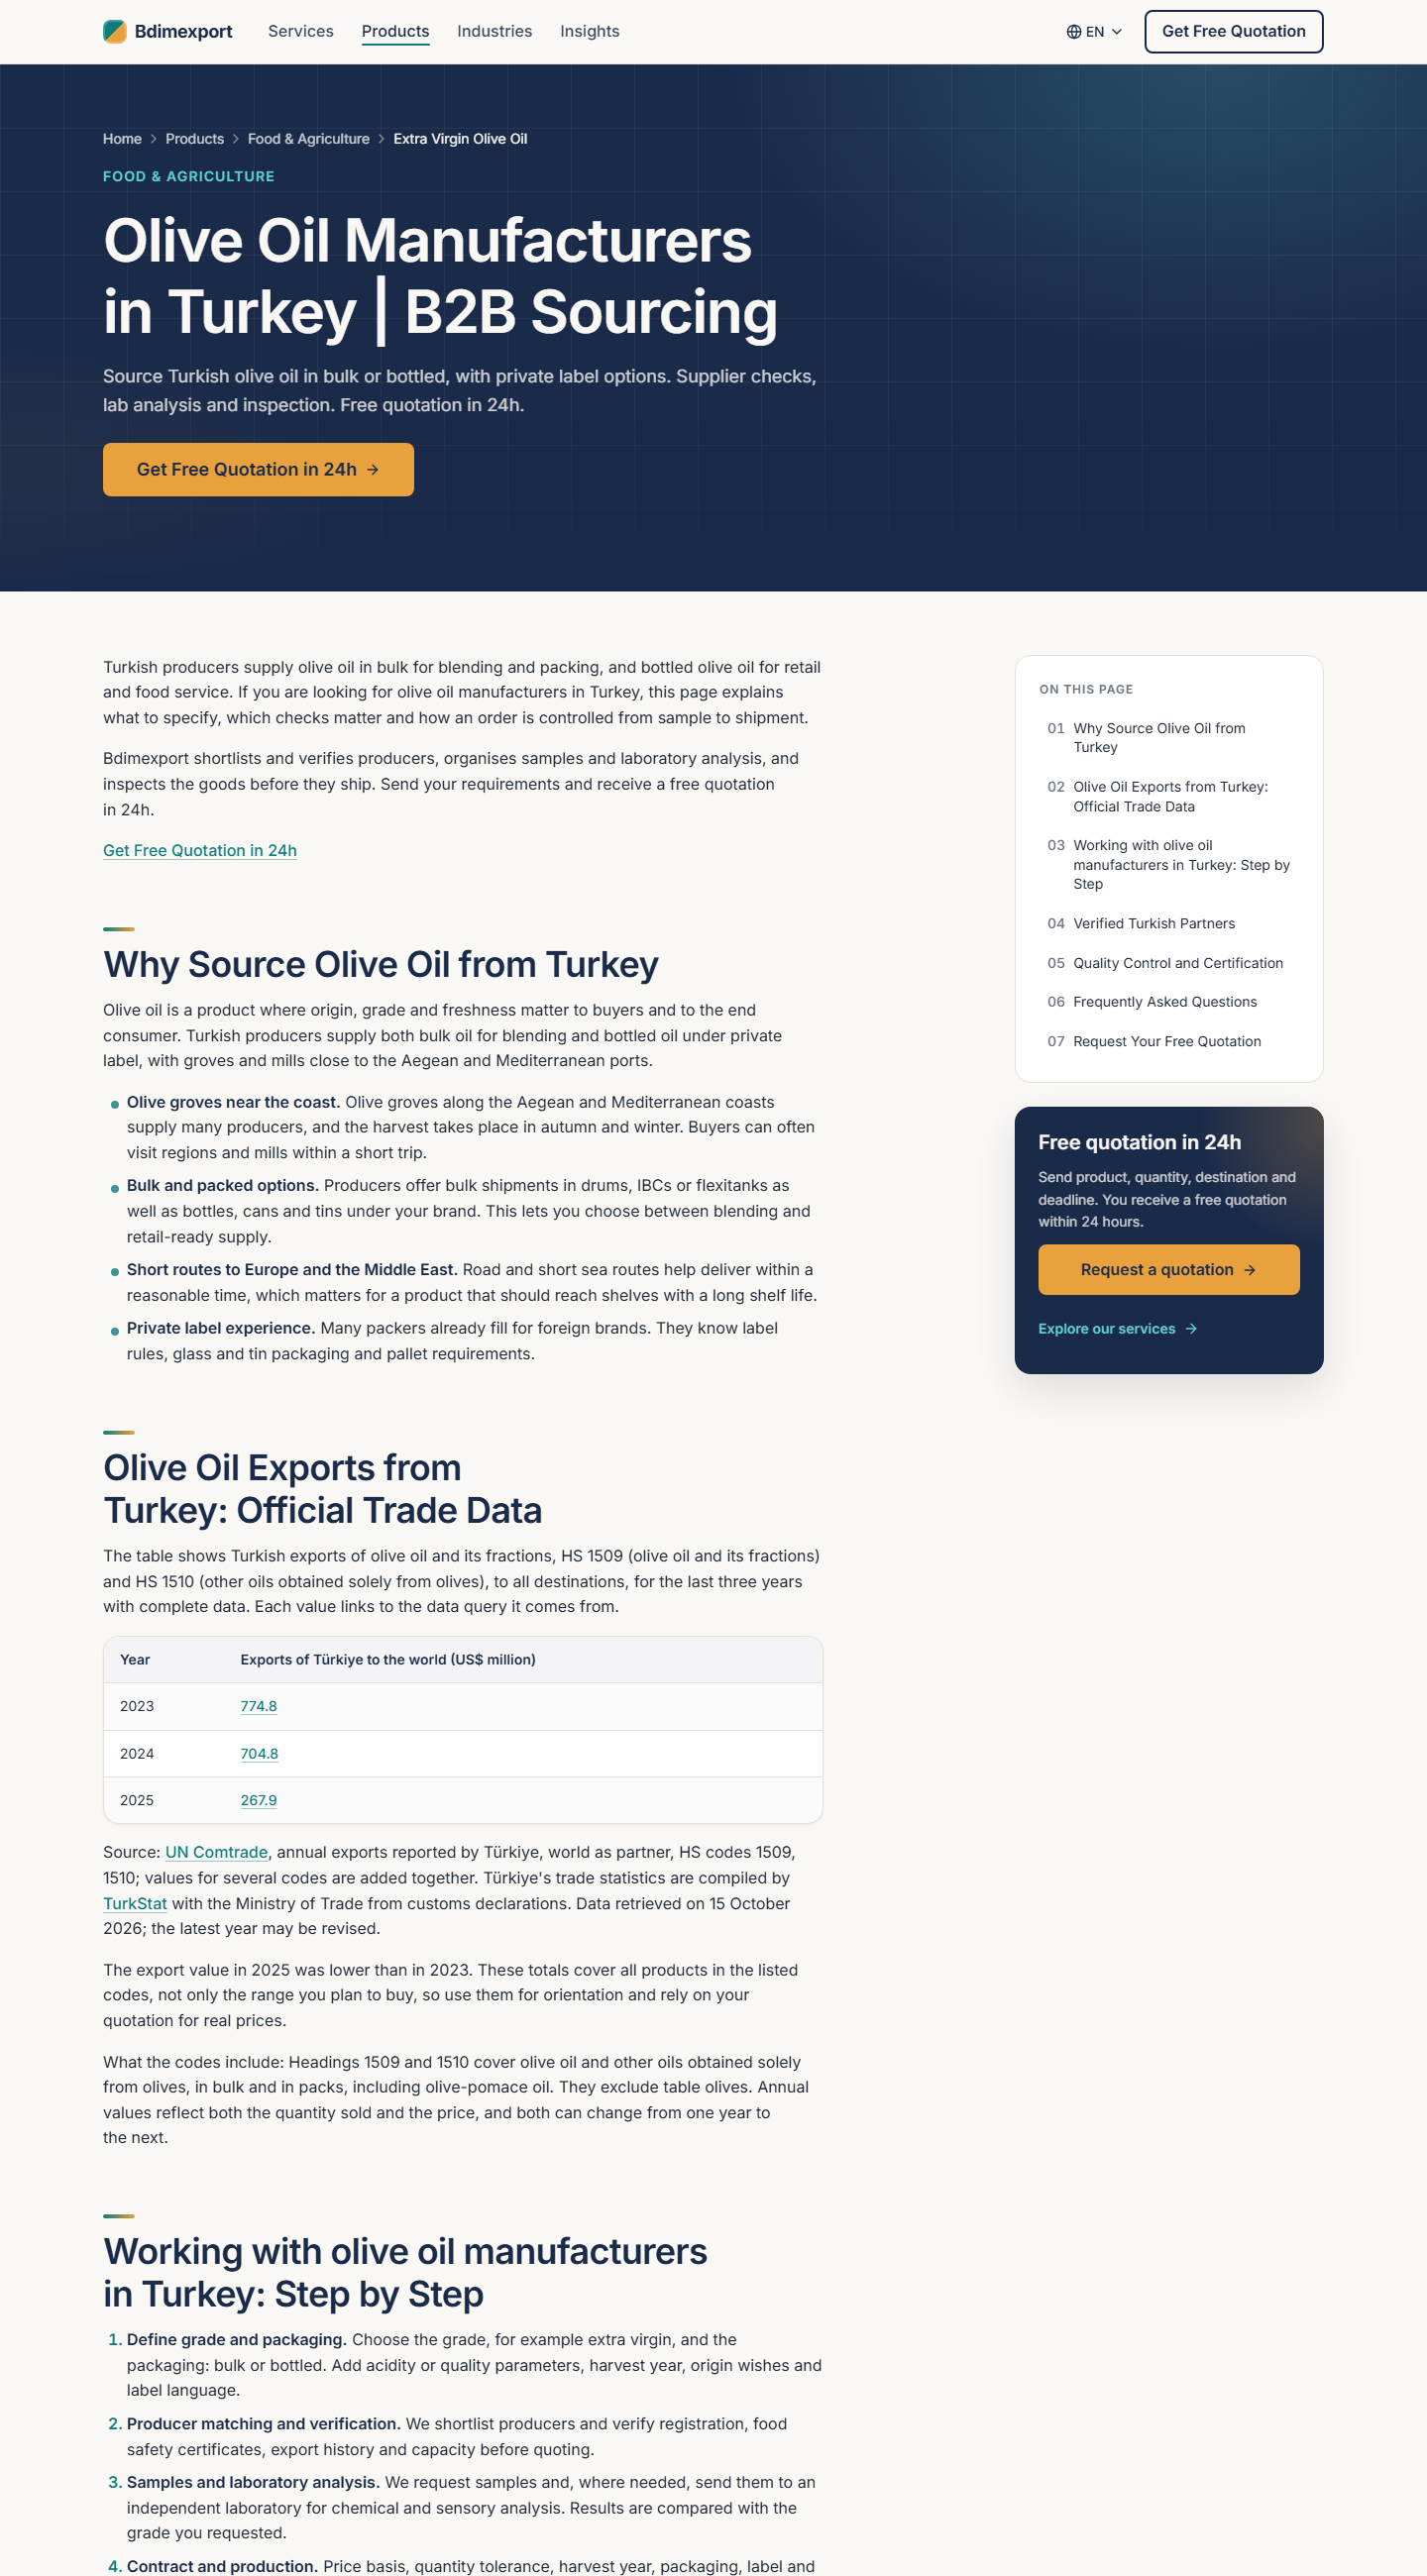 Bdimexport
Services
Products
Industries
Insights
EN
Get Free Quotation
Home > Products > Food & Agriculture > Extra Virgin Olive Oil
FOOD & AGRICULTURE
Olive Oil Manufacturers
in Turkey | B2B Sourcing
Source Turkish olive oil in bulk or bottled, with private label options. Supplier checks,
lab analysis and inspection. Free quotation in 24h.
Get Free Quotation in 24h →
Turkish producers supply olive oil in bulk for blending and packing, and bottled olive oil for retail
and food service. If you are looking for olive oil manufacturers in Turkey, this page explains
what to specify, which checks matter and how an order is controlled from sample to shipment.
Bdimexport shortlists and verifies producers, organises samples and laboratory analysis, and
inspects the goods before they ship. Send your requirements and receive a free quotation
in 24h.
Get Free Quotation in 24h
Why Source Olive Oil from Turkey
Olive oil is a product where origin, grade and freshness matter to buyers and to the end
consumer. Turkish producers supply both bulk oil for blending and bottled oil under private
label, with groves and mills close to the Aegean and Mediterranean ports.
Olive groves near the coast. Olive groves along the Aegean and Mediterranean coasts
supply many producers, and the harvest takes place in autumn and winter. Buyers can often
visit regions and mills within a short trip.
Bulk and packed options. Producers offer bulk shipments in drums, IBCs or flexitanks as
well as bottles, cans and tins under your brand. This lets you choose between blending and
retail-ready supply.
Short routes to Europe and the Middle East. Road and short sea routes help deliver within a
reasonable time, which matters for a product that should reach shelves with a long shelf life.
Private label experience. Many packers already fill for foreign brands. They know label
rules, glass and tin packaging and pallet requirements.
Olive Oil Exports from
Turkey: Official Trade Data
The table shows Turkish exports of olive oil and its fractions, HS 1509 (olive oil and its fractions)
and HS 1510 (other oils obtained solely from olives), to all destinations, for the last three years
with complete data. Each value links to the data query it comes from.
Year Exports of Türkiye to the world (US$ million)
2023 774.8
2024 704.8
2025 267.9
Source: UN Comtrade, annual exports reported by Türkiye, world as partner, HS codes 1509,
1510; values for several codes are added together. Türkiye's trade statistics are compiled by
TurkStat with the Ministry of Trade from customs declarations. Data retrieved on 15 October
2026; the latest year may be revised.
The export value in 2025 was lower than in 2023. These totals cover all products in the listed
codes, not only the range you plan to buy, so use them for orientation and rely on your
quotation for real prices.
What the codes include: Headings 1509 and 1510 cover olive oil and other oils obtained solely
from olives, in bulk and in packs, including olive-pomace oil. They exclude table olives. Annual
values reflect both the quantity sold and the price, and both can change from one year to
the next.
Working with olive oil manufacturers
in Turkey: Step by Step
1. Define grade and packaging. Choose the grade, for example extra virgin, and the
packaging: bulk or bottled. Add acidity or quality parameters, harvest year, origin wishes and
label language.
2. Producer matching and verification. We shortlist producers and verify registration, food
safety certificates, export history and capacity before quoting.
3. Samples and laboratory analysis. We request samples and, where needed, send them to an
independent laboratory for chemical and sensory analysis. Results are compared with the
grade you requested.
4. Contract and production. Price basis, quantity tolerance, harvest year, packaging, label and
ON THIS PAGE
01 Why Source Olive Oil from
Turkey
02 Olive Oil Exports from Turkey:
Official Trade Data
03 Working with olive oil
manufacturers in Turkey: Step by
Step
04 Verified Turkish Partners
05 Quality Control and Certification
06 Frequently Asked Questions
07 Request Your Free Quotation
Free quotation in 24h
Send product, quantity, destination and
deadline. You receive a free quotation
within 24 hours.
Request a quotation →
Explore our services →